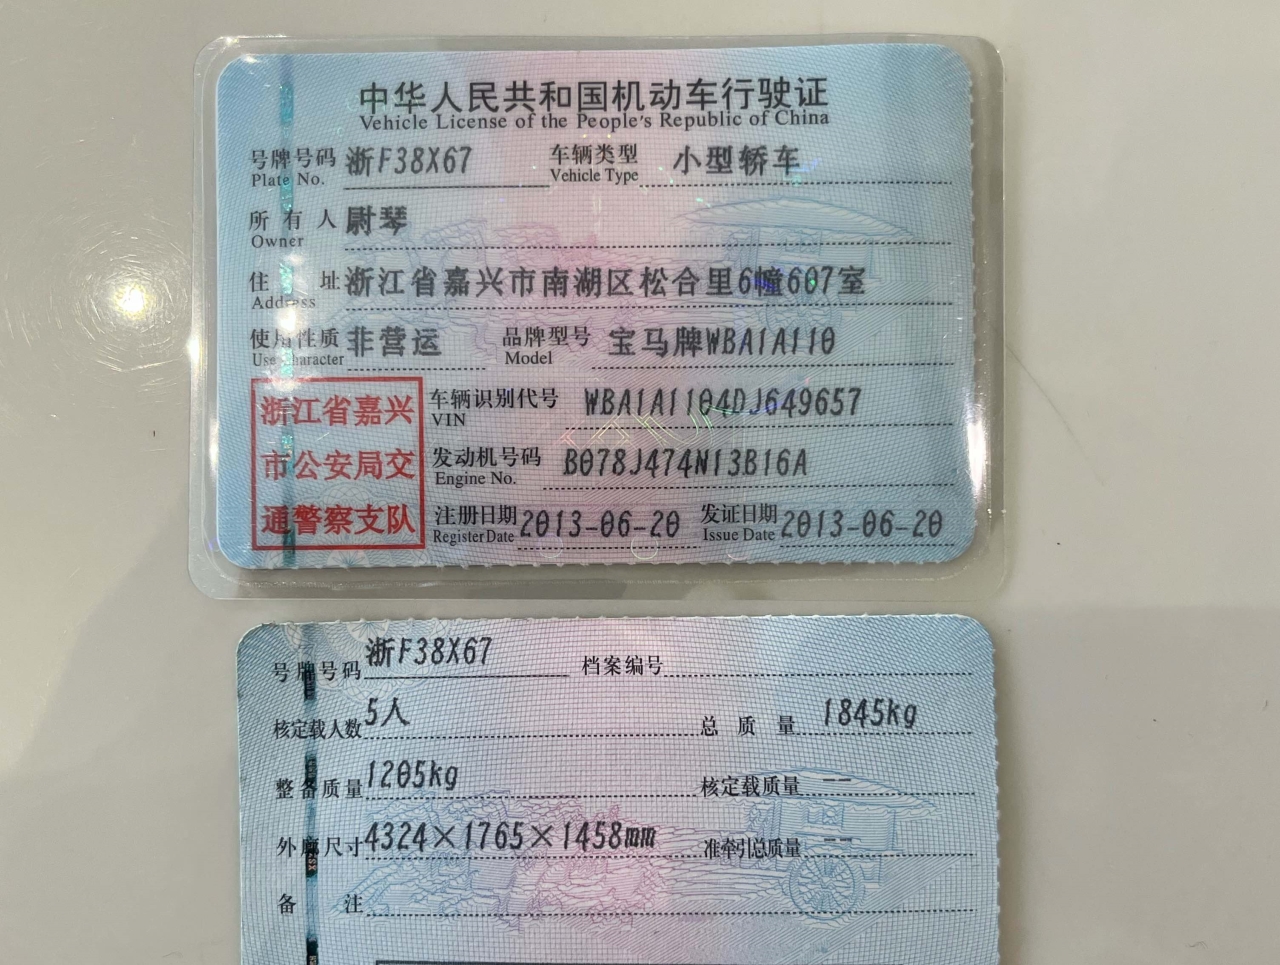 中华人民共和国机动车行驶证
Vehicle License of the People's Republic of China
号牌号码 浙F38X67 车辆类型 小型轿车
Plate No. Vehicle Type
所有人 尉琴
Owner
住址 浙江省嘉兴市南湖区松合里6幢607室
Address
使用性质 非营运 品牌型号 宝马牌WBA1A110
Use Character Model
浙江省嘉兴
市公安局交
通警察支队
车辆识别代号 WBA1A1104DJ649657
VIN
发动机号码 B078J474N13B16A
Engine No.
注册日期 2013-06-20 发证日期 2013-06-20
Register Date Issue Date
号牌号码 浙F38X67 档案编号
核定载人数 5人 总质量 1845kg
整备质量 1205kg 核定载质量 --
外廓尺寸 4324×1765×1458mm 准牵引总质量 --
备注